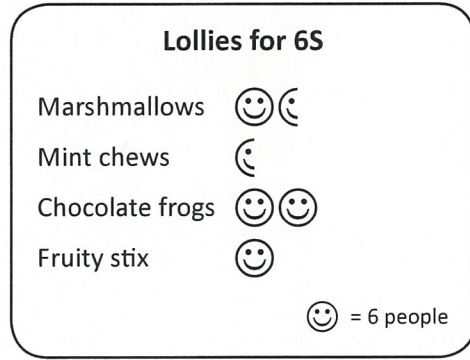 Lollies for 6S
Marshmallows
Mint chews
Chocolate frogs
Fruity stix
= 6 people